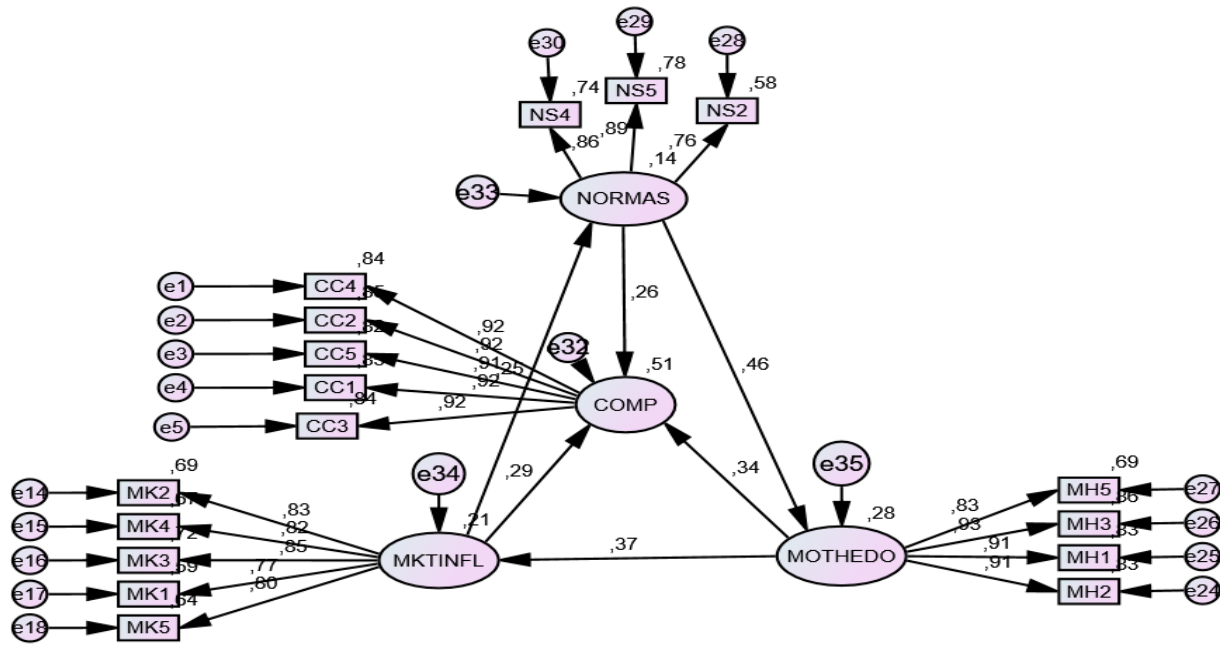 e29
e30
e28
,78
,74
,58
NS5
NS4
NS2
,86
,89
,76
,14
e33
NORMAS
,84
e1
CC4
,85
,26
e2
CC2
,82
,92
e3
CC5
,92
e32
,83
,91
,25
,51
,46
e4
CC1
,92
COMP
,84
,92
e5
CC3
,69
e34
,29
,34
e35
,69
e14
MK2
,83
,21
,28
,83
MH5
e27
,67
,86
e15
MK4
,82
,93
MH3
e26
,72
,85
,37
,91
,83
e16
MK3
MKTINFL
MOTHEDO
MH1
e25
,59
,77
,91
,83
e17
MK1
,80
MH2
e24
,64
e18
MK5